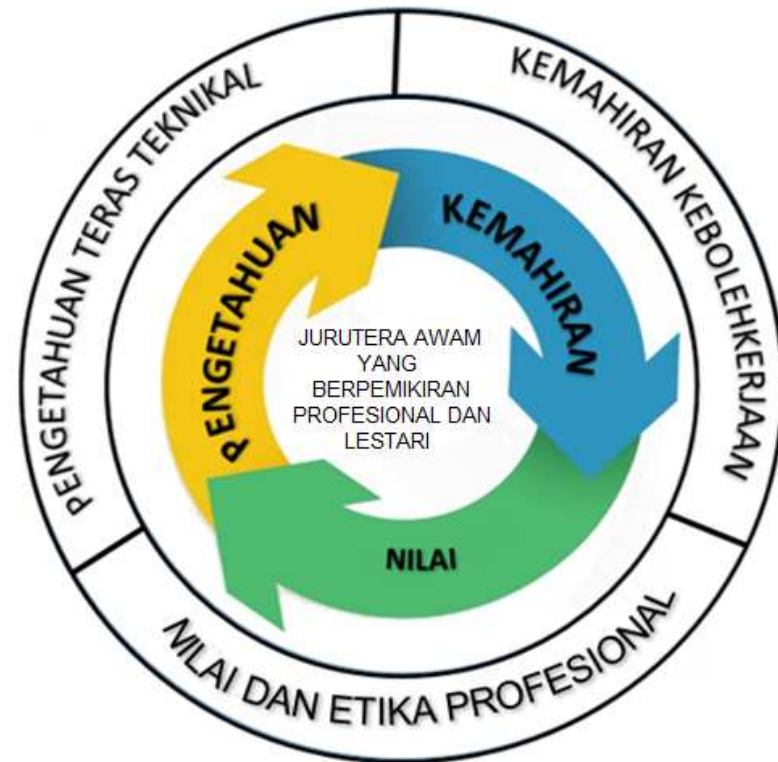 PENGETAHUAN TERAS TEKNIKAL
KEMAHIRAN KEBOLEHKERJAAN
PENGETAHUAN
KEMAHIRAN
JURUTERA AWAM
YANG
BERPEMIKIRAN
PROFESIONAL DAN
LESTARI
NILAI
NILAI DAN ETIKA PROFESIONAL